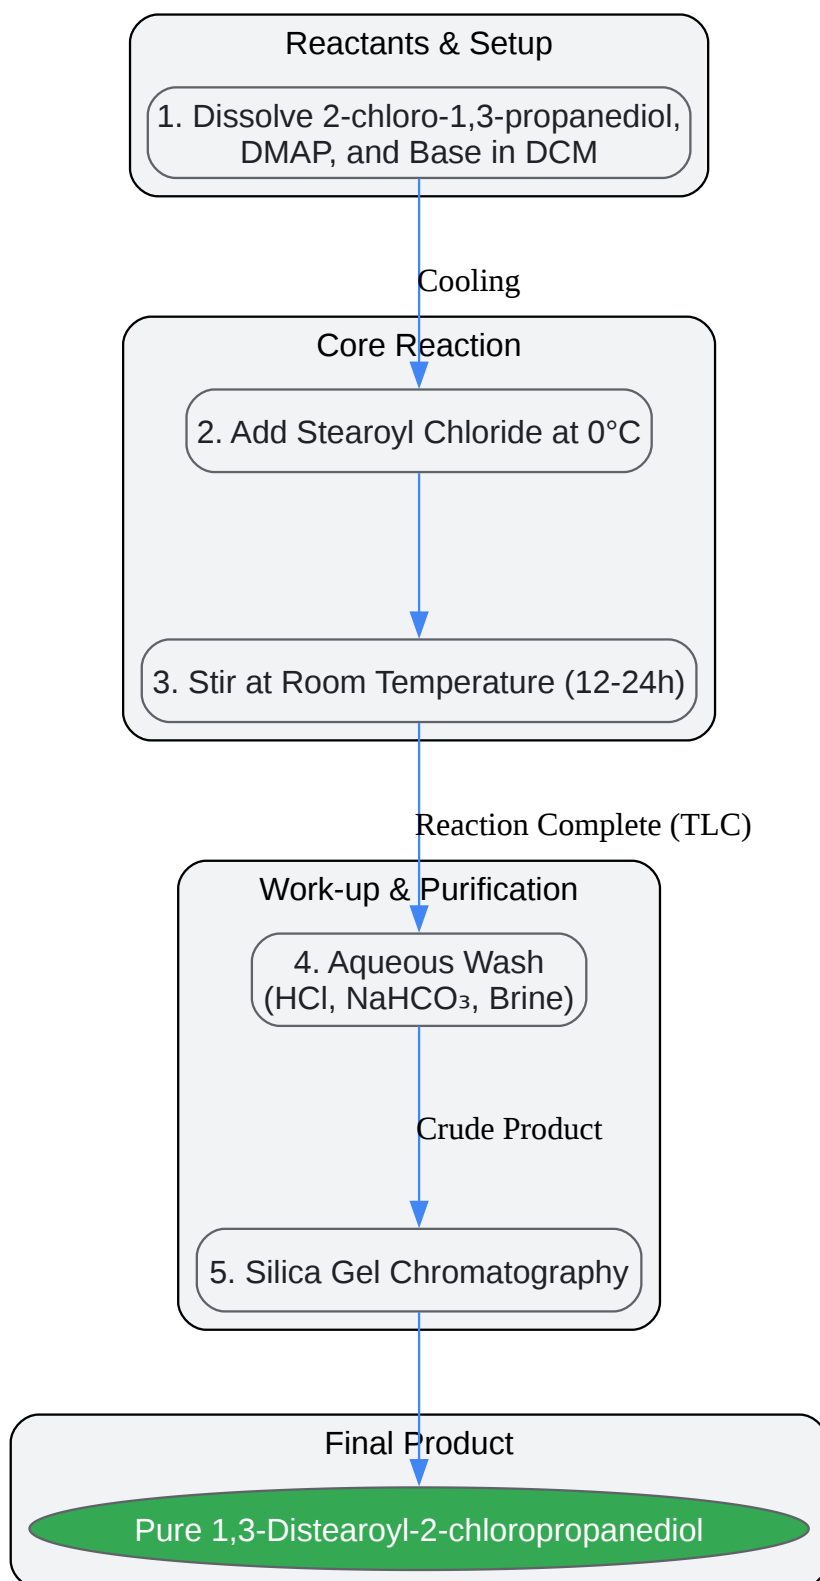 Reactants & Setup
1. Dissolve 2-chloro-1,3-propanediol,
DMAP, and Base in DCM
Cooling
Core Reaction
2. Add Stearoyl Chloride at 0°C
3. Stir at Room Temperature (12-24h)
Reaction Complete (TLC)
Work-up & Purification
4. Aqueous Wash
(HCl, NaHCO₃, Brine)
Crude Product
5. Silica Gel Chromatography
Final Product
Pure 1,3-Distearoyl-2-chloropropanediol